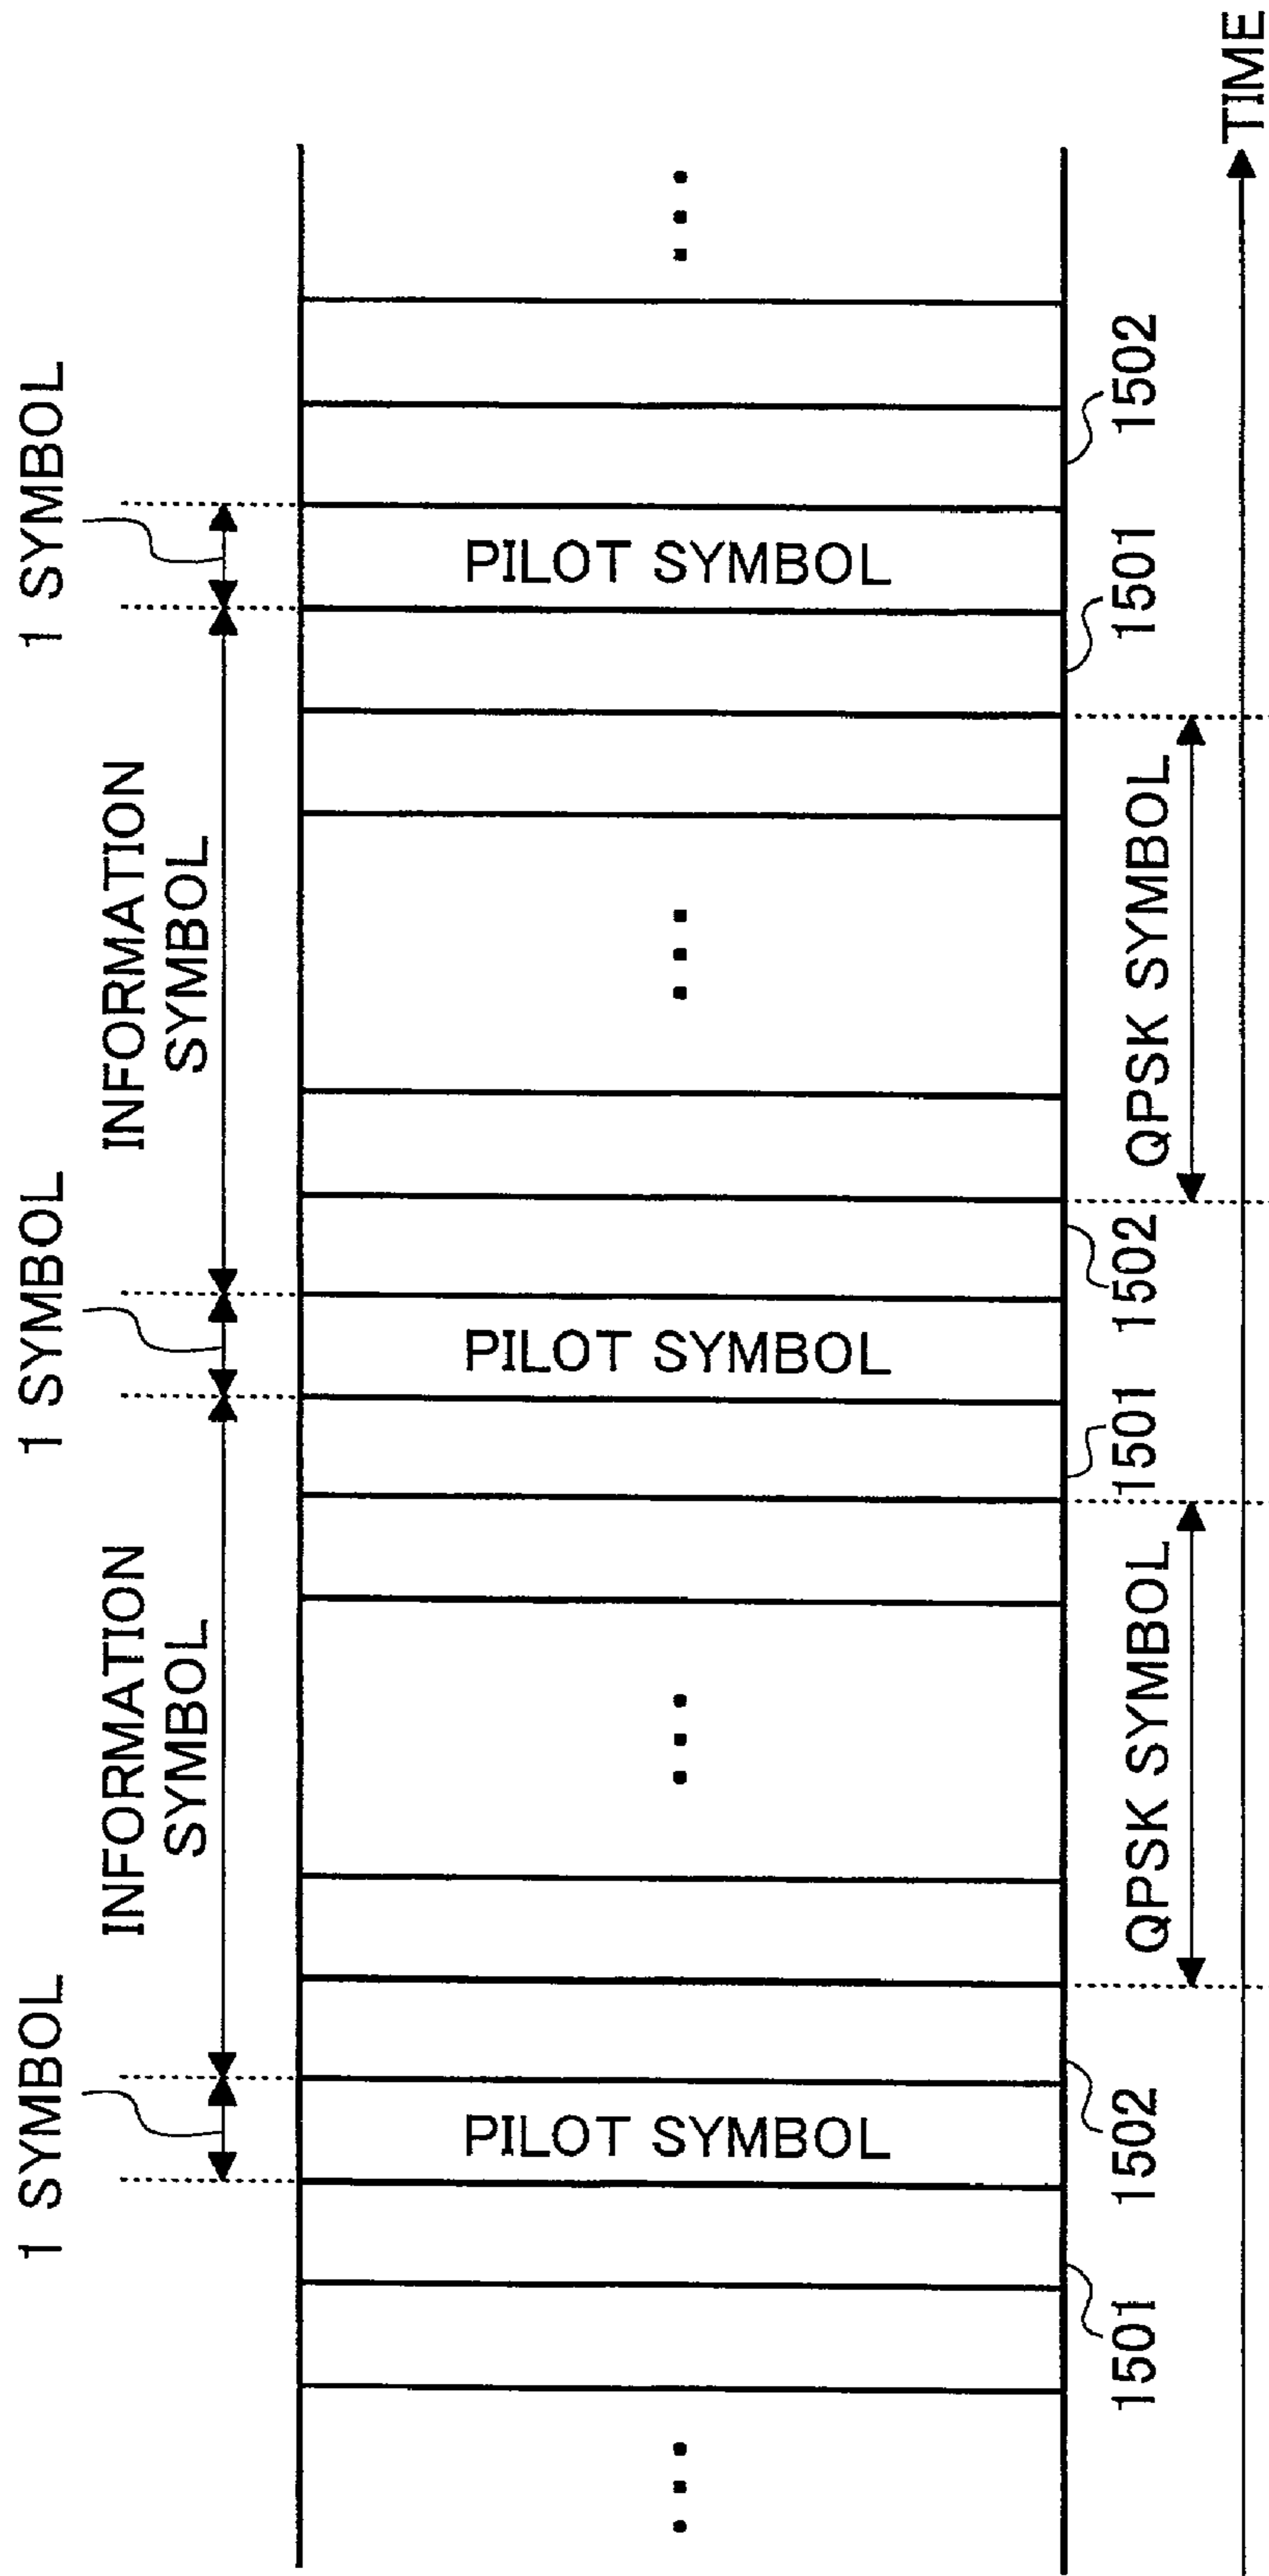 1 SYMBOL
1 SYMBOL
1 SYMBOL
INFORMATION
SYMBOL
INFORMATION
SYMBOL
PILOT SYMBOL
PILOT SYMBOL
PILOT SYMBOL
1501
1502
1501
1502
1501
1502
QPSK SYMBOL
QPSK SYMBOL
TIME